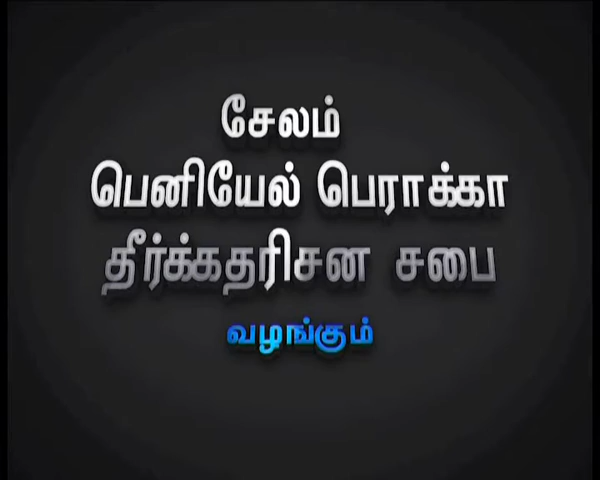 சேலம்
பெனியேல் பெராக்கா
தீர்க்கதரிசன சபை
வழங்கும்